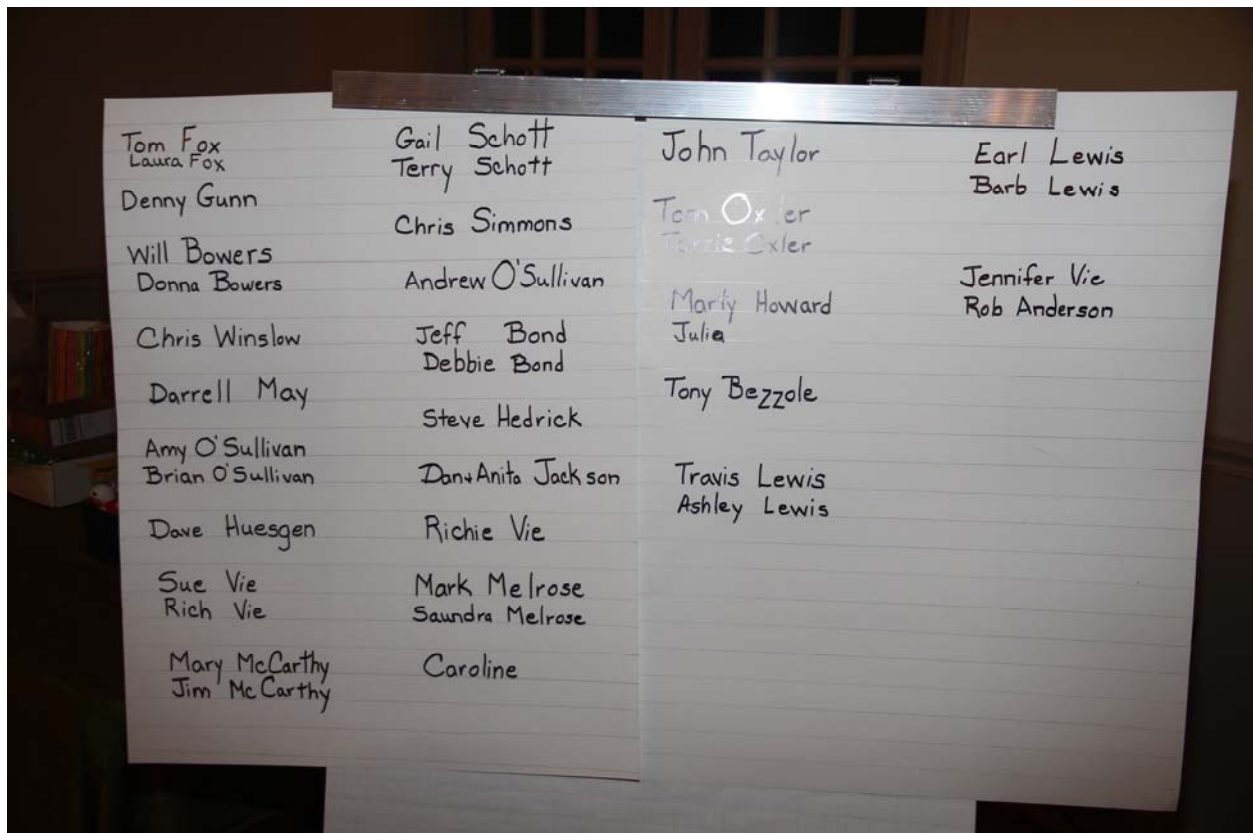 Tom Fox
Laura Fox
Denny Gunn
Will Bowers
Donna Bowers
Chris Winslow
Darrell May
Amy O'Sullivan
Brian O'Sullivan
Dave Huesgen
Sue Vie
Rich Vie
Mary McCarthy
Jim McCarthy
Gail Schott
Terry Schott
Chris Simmons
Andrew O'Sullivan
Jeff Bond
Debbie Bond
Steve Hedrick
Dan+Anita Jackson
Richie Vie
Mark Melrose
Saundra Melrose
Caroline
John Taylor
Tom Oxler
Oxler
Marty Howard
Julia
Tony Bezzole
Travis Lewis
Ashley Lewis
Earl Lewis
Barb Lewis
Jennifer Vie
Rob Anderson